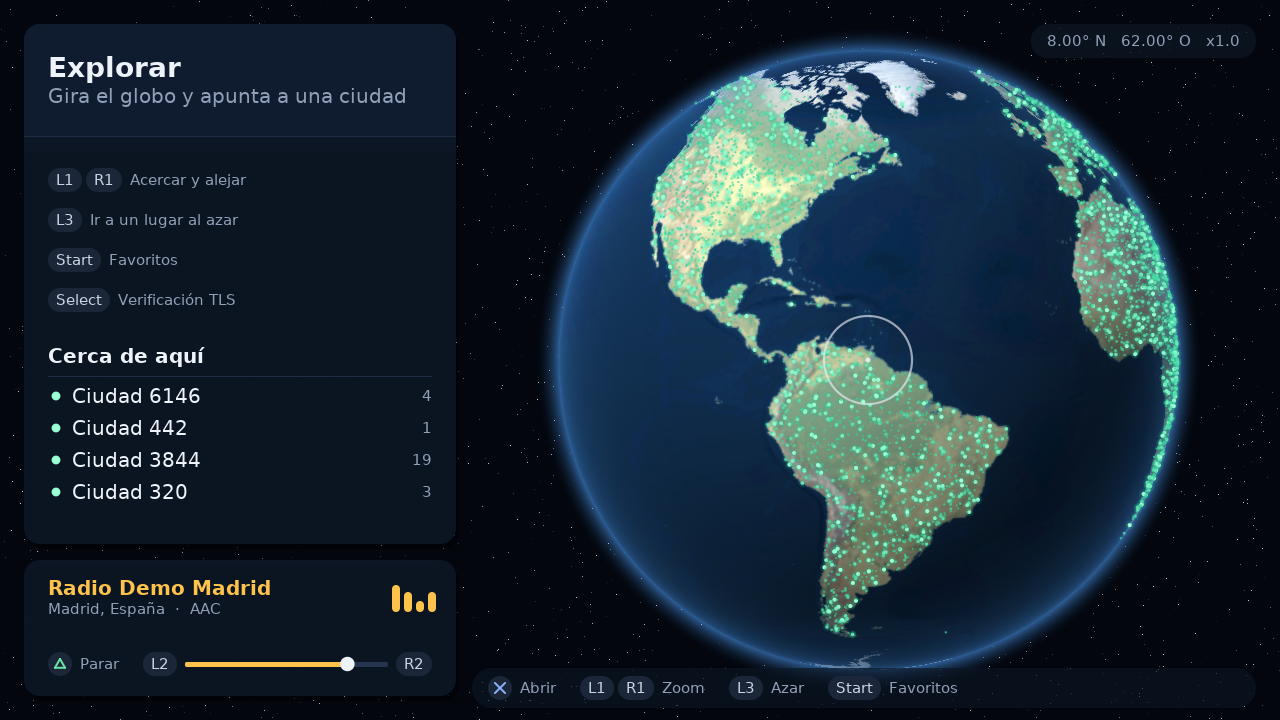 Explorar
Gira el globo y apunta a una ciudad
L1 R1 Acercar y alejar
L3 Ir a un lugar al azar
Start Favoritos
Select Verificación TLS
Cerca de aquí
Ciudad 6146 4
Ciudad 442 1
Ciudad 3844 19
Ciudad 320 3
Radio Demo Madrid
Madrid, España · AAC
Parar L2 R2
8.00° N 62.00° O x1.0
Abrir L1 R1 Zoom L3 Azar Start Favoritos